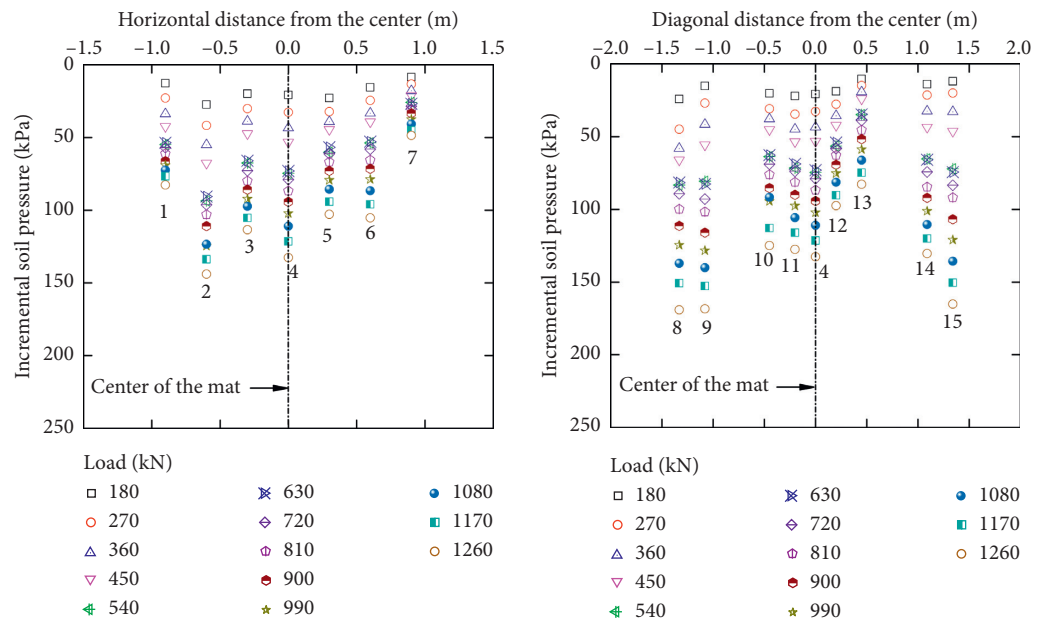 Horizontal distance from the center (m)
−1.5 −1.0 −0.5 0.0 0.5 1.0 1.5
Incremental soil pressure (kPa)
0
50
100
150
200
250
1
2
3
4
5
6
7
Center of the mat
Load (kN)
180 630 1080
270 720 1170
360 810 1260
450 900
540 990
Diagonal distance from the center (m)
−2.0 −1.5 −1.0 −0.5 0.0 0.5 1.0 1.5 2.0
Incremental soil pressure (kPa)
0
50
100
150
200
250
8
9
10
11
4
12
13
14
15
Center of the mat
Load (kN)
180 630 1080
270 720 1170
360 810 1260
450 900
540 990